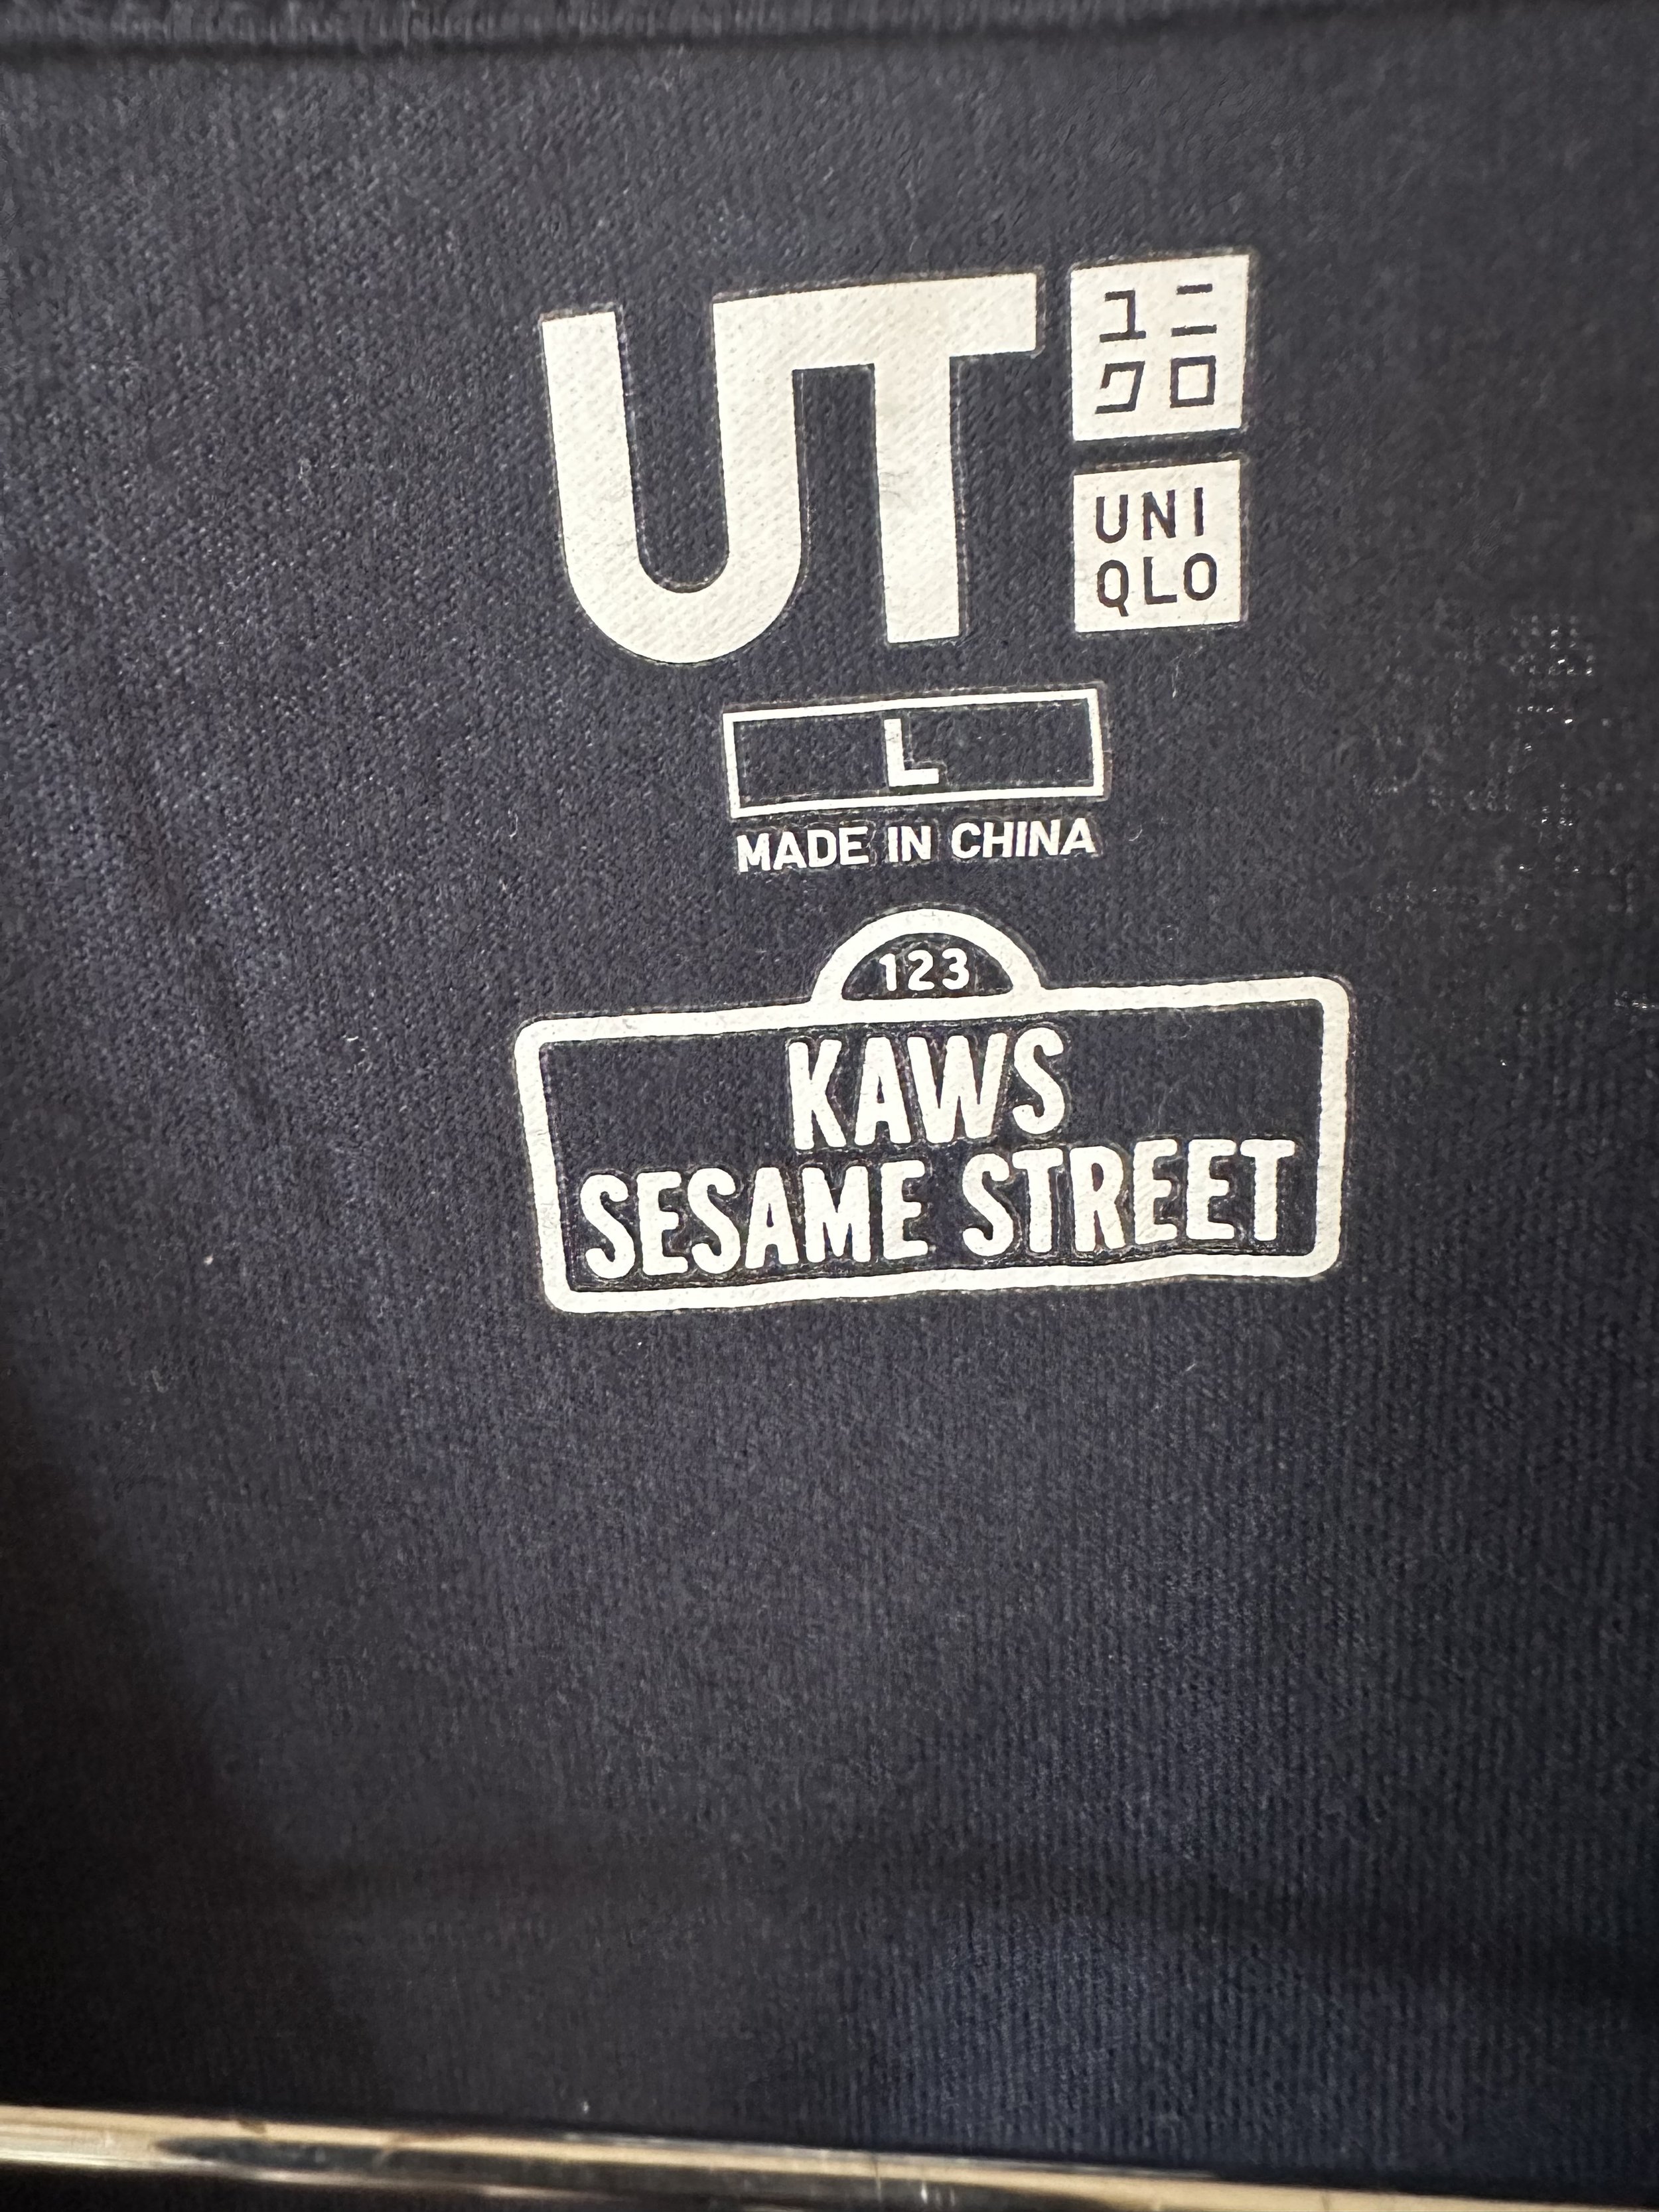 UT
ユニ
クロ
UNI
QLO
L
MADE IN CHINA
123
KAWS
SESAME STREET